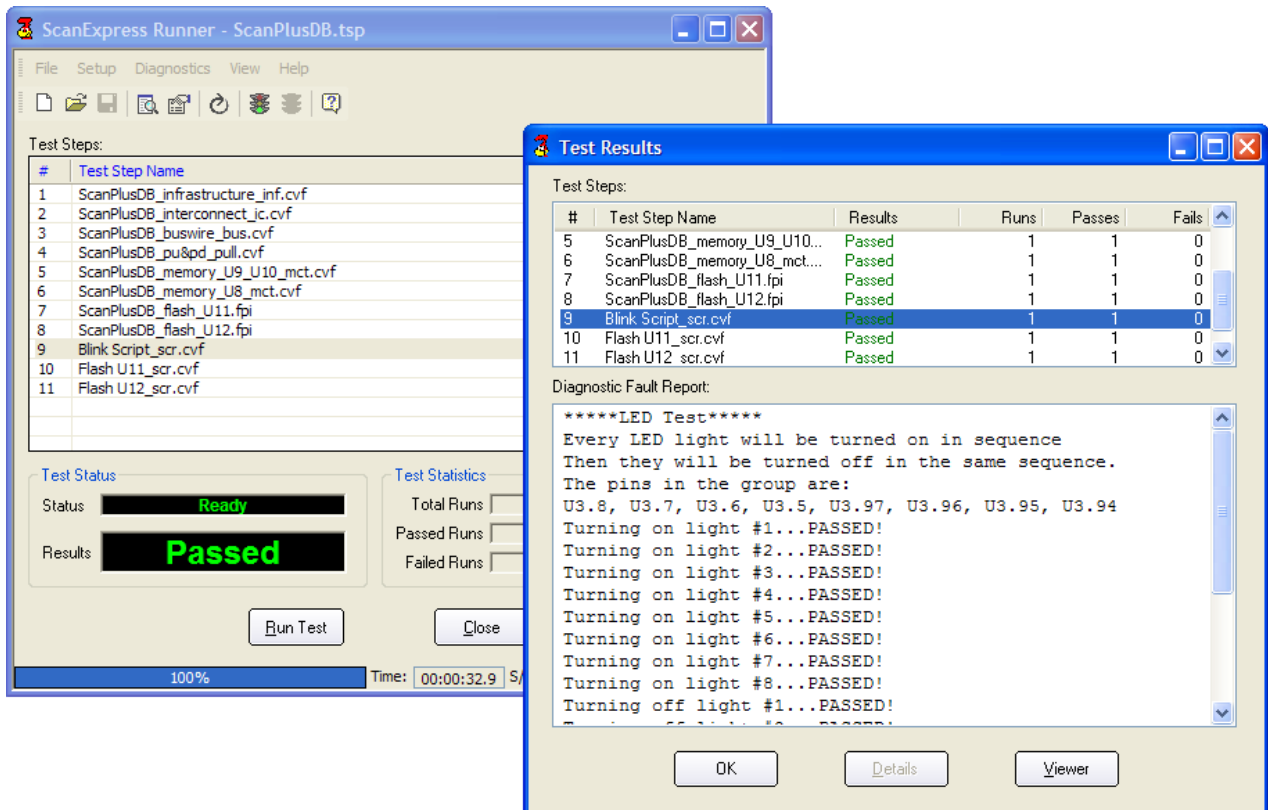 ScanExpress Runner - ScanPlusDB.tsp
File Setup Diagnostics View Help
Test Steps:
# Test Step Name
1 ScanPlusDB_infrastructure_inf.cvf
2 ScanPlusDB_interconnect_ic.cvf
3 ScanPlusDB_buswire_bus.cvf
4 ScanPlusDB_pu&pd_pull.cvf
5 ScanPlusDB_memory_U9_U10_mct.cvf
6 ScanPlusDB_memory_U8_mct.cvf
7 ScanPlusDB_flash_U11.fpi
8 ScanPlusDB_flash_U12.fpi
9 Blink Script_scr.cvf
10 Flash U11_scr.cvf
11 Flash U12_scr.cvf
Test Status
Status Ready
Results Passed
Test Statistics
Total Runs
Passed Runs
Failed Runs
Run Test Close
100% Time: 00:00:32.9 S/
Test Results
Test Steps:
# Test Step Name Results Runs Passes Fails
5 ScanPlusDB_memory_U9_U10... Passed 1 1 0
6 ScanPlusDB_memory_U8_mct.... Passed 1 1 0
7 ScanPlusDB_flash_U11.fpi Passed 1 1 0
8 ScanPlusDB_flash_U12.fpi Passed 1 1 0
9 Blink Script_scr.cvf Passed 1 1 0
10 Flash U11_scr.cvf Passed 1 1 0
11 Flash U12_scr.cvf Passed 1 1 0
Diagnostic Fault Report:
*****LED Test*****
Every LED light will be turned on in sequence
Then they will be turned off in the same sequence.
The pins in the group are:
U3.8, U3.7, U3.6, U3.5, U3.97, U3.96, U3.95, U3.94
Turning on light #1...PASSED!
Turning on light #2...PASSED!
Turning on light #3...PASSED!
Turning on light #4...PASSED!
Turning on light #5...PASSED!
Turning on light #6...PASSED!
Turning on light #7...PASSED!
Turning on light #8...PASSED!
Turning off light #1...PASSED!
OK Details Viewer